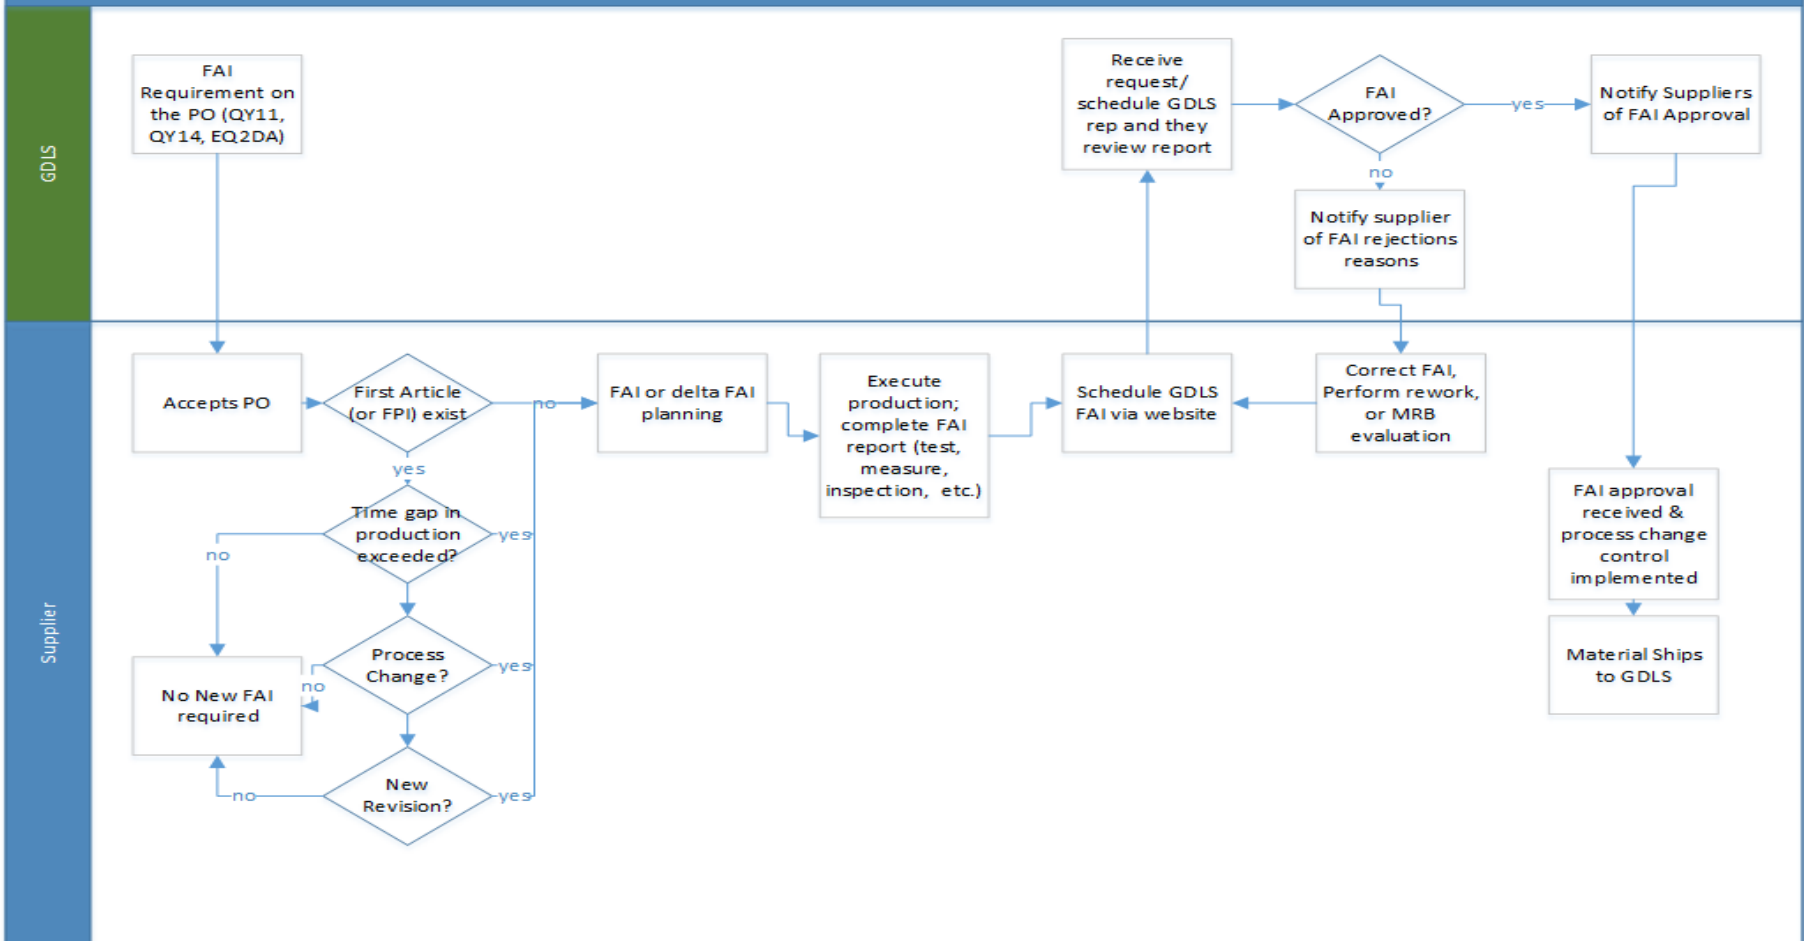 GDLS
FAI
Requirement on
the PO (QY11,
QY14, EQ2DA)
Receive
request/
schedule GDLS
rep and they
review report
FAI
Approved?
yes
Notify Suppliers
of FAI Approval
no
Notify supplier
of FAI rejections
reasons
Supplier
Accepts PO
First Article
(or FPI) exist
no
FAI or delta FAI
planning
Execute
production;
complete FAI
report (test,
measure,
inspection, etc.)
Schedule GDLS
FAI via website
Correct FAI,
Perform rework,
or MRB
evaluation
yes
Time gap in
production
exceeded?
yes
no
FAI approval
received &
process change
control
implemented
Process
Change?
yes
no
No New FAI
required
Material Ships
to GDLS
New
Revision?
yes
no